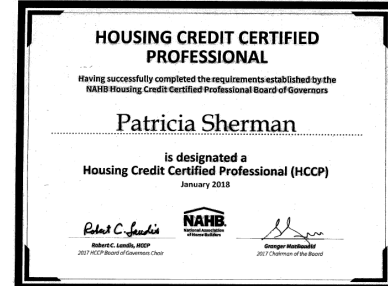 HOUSING CREDIT CERTIFIED
PROFESSIONAL
Having successfully completed the requirements established by the
NAHB Housing Credit Certified Professional Board of Governors
Patricia Sherman
is designated a
Housing Credit Certified Professional (HCCP)
January 2018
NAHB.
National Association
of Home Builders
Robert C. Landis
Robert C. Landis, HCCP
2017 HCCP Board of Governors Chair
Granger
2017 Chairman of the Board